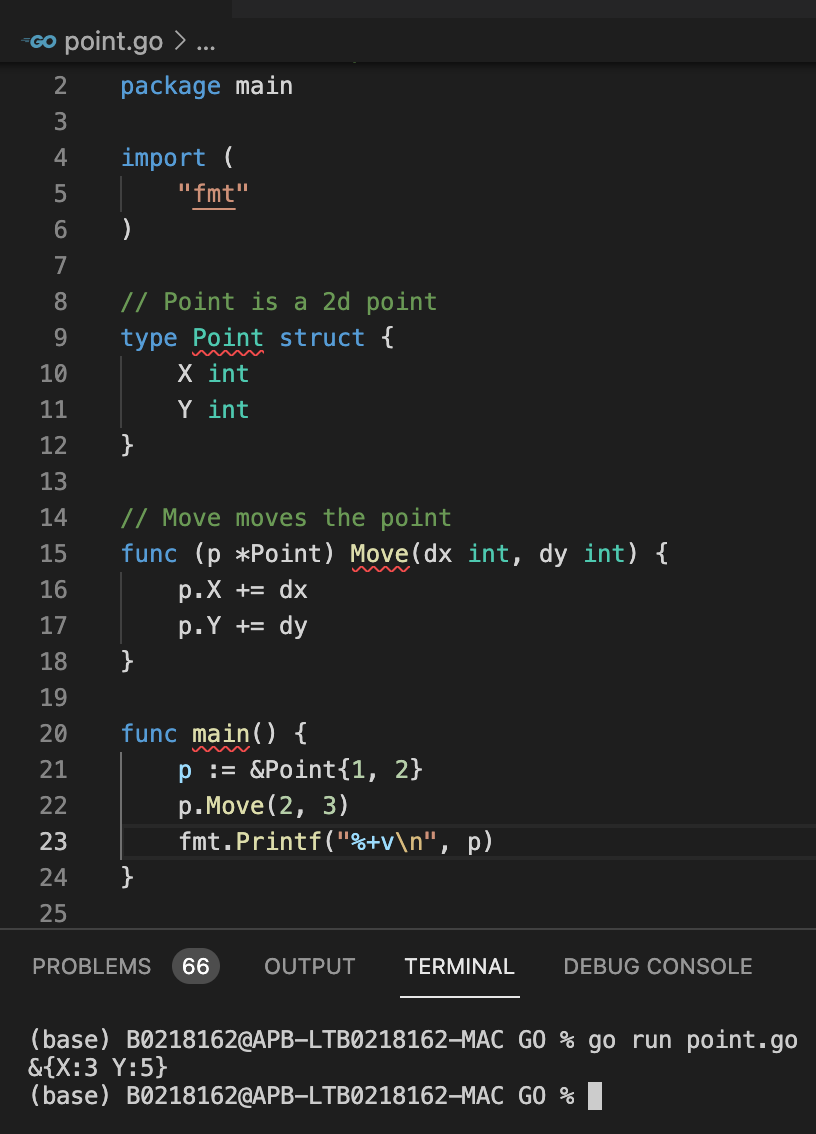 GO point.go > ...
2 package main
3
4 import (
5     "fmt"
6 )
7
8 // Point is a 2d point
9 type Point struct {
10     X int
11     Y int
12 }
13
14 // Move moves the point
15 func (p *Point) Move(dx int, dy int) {
16     p.X += dx
17     p.Y += dy
18 }
19
20 func main() {
21     p := &Point{1, 2}
22     p.Move(2, 3)
23     fmt.Printf("%+v\n", p)
24 }
25
PROBLEMS 66 OUTPUT TERMINAL DEBUG CONSOLE
(base) B0218162@APB-LTB0218162-MAC GO % go run point.go
&{X:3 Y:5}
(base) B0218162@APB-LTB0218162-MAC GO %